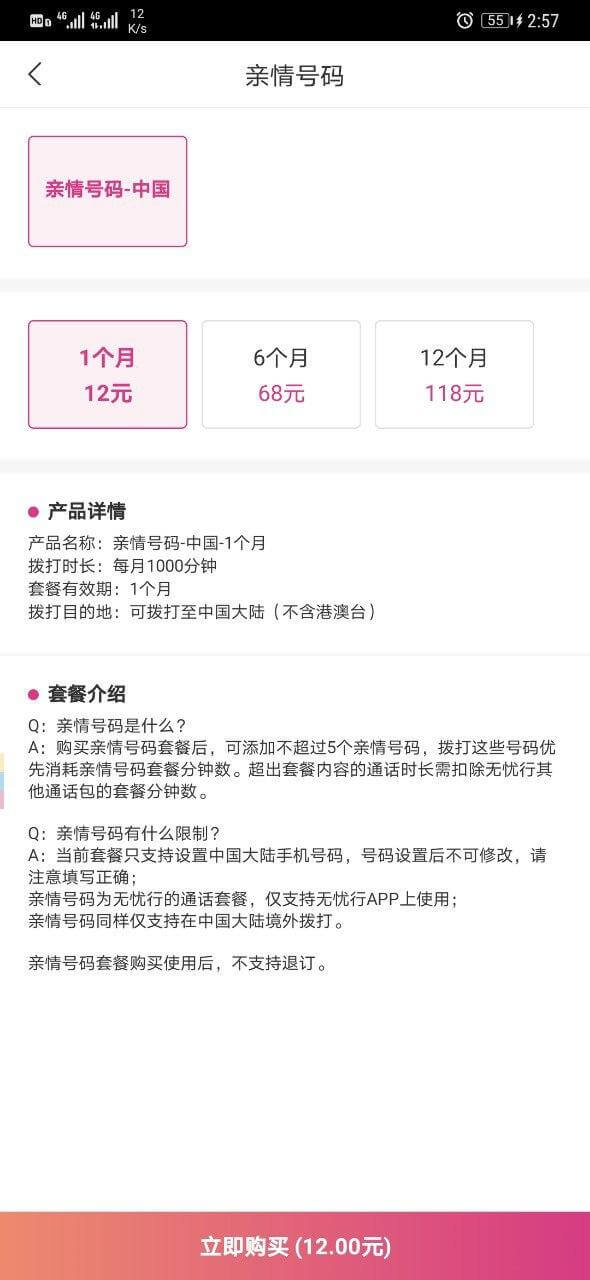 HD 4G 4G 12 K/s 55 2:57
亲情号码
亲情号码-中国
1个月 6个月 12个月
12元 68元 118元
产品详情
产品名称：亲情号码-中国-1个月
拨打时长：每月1000分钟
套餐有效期：1个月
拨打目的地：可拨打至中国大陆（不含港澳台）
套餐介绍
Q：亲情号码是什么？
A：购买亲情号码套餐后，可添加不超过5个亲情号码，拨打这些号码优
先消耗亲情号码套餐分钟数。超出套餐内容的通话时长需扣除无忧行其
他通话包的套餐分钟数。
Q：亲情号码有什么限制？
A：当前套餐只支持设置中国大陆手机号码，号码设置后不可修改，请
注意填写正确；
亲情号码为无忧行的通话套餐，仅支持无忧行APP上使用；
亲情号码同样仅支持在中国大陆境外拨打。
亲情号码套餐购买使用后，不支持退订。
立即购买 (12.00元)